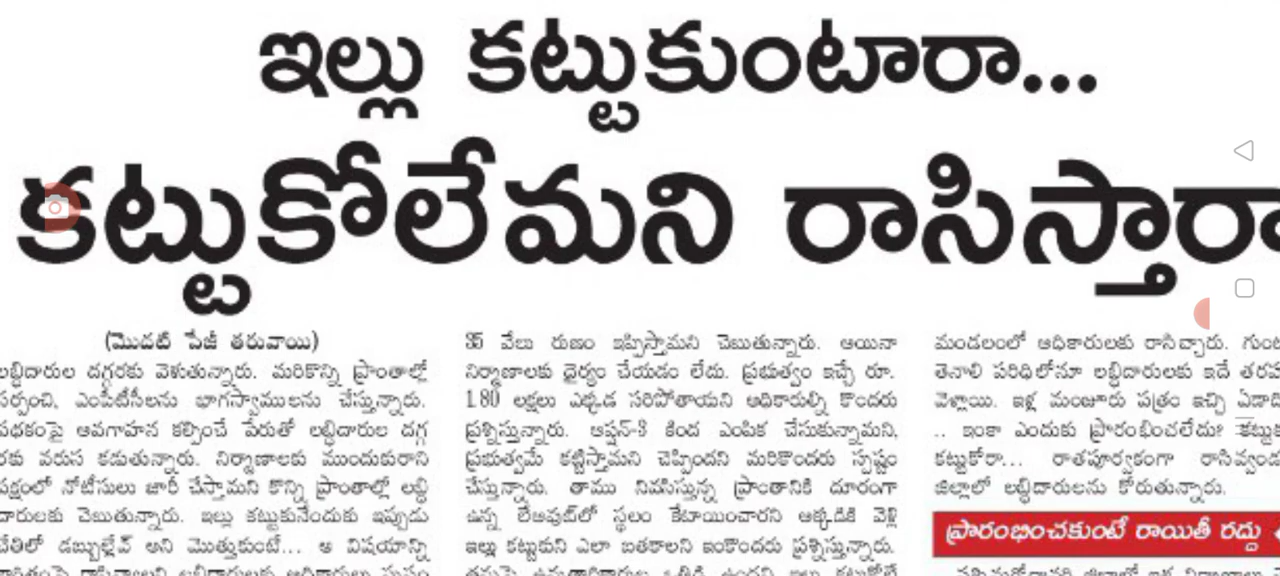 ఇల్లు కట్టుకుంటారా...
కట్టుకోలేమని రాసిస్తారా
(మొదటి పేజీ తరువాయి)
లబ్ధిదారుల దగ్గరకు వెళుతున్నారు. మరికొన్ని ప్రాంతాల్లో
సర్పంచి, ఎంపీటీసీలను భాగస్వాములను చేస్తున్నారు.
పథకంపై అవగాహన కల్పించే పేరుతో లబ్ధిదారుల దగ్గ
రకు వరుస కడుతున్నారు. నిర్మాణాలకు ముందుకురాని
పక్షంలో నోటీసులు జారీ చేస్తామని కొన్ని ప్రాంతాల్లో లబ్ధి
దారులకు చెబుతున్నారు. ఇల్లు కట్టుకునేందుకు ఇప్పుడు
చేతిలో డబ్బుల్లేవ్ అని మొత్తుకుంటే... ఆ విషయాన్ని
35 వేలు రుణం ఇప్పిస్తామని చెబుతున్నారు. అయినా
నిర్మాణాలకు ధైర్యం చేయడం లేదు. ప్రభుత్వం ఇచ్చే రూ.
1.80 లక్షలు ఎక్కడ సరిపోతాయని అధికారుల్ని కొందరు
ప్రశ్నిస్తున్నారు. ఆప్షన్-3 కింద ఎంపిక చేసుకున్నామని,
ప్రభుత్వమే కట్టిస్తామని చెప్పిందని మరికొందరు స్పష్టం
చేస్తున్నారు. తాము నివసిస్తున్న ప్రాంతానికి దూరంగా
ఉన్న లేఅవుట్‌లో స్థలం కేటాయించారని అక్కడికి వెళ్లి
ఇల్లు కట్టుకుని ఎలా బతకాలని ఇంకొందరు ప్రశ్నిస్తున్నారు.
మండలంలో అధికారులకు రాసిచ్చారు.
తెనాలి పరిధిలోనూ లబ్ధిదారులకు ఇదే
వెళ్లాయి. ఇళ్ల మంజూరు పత్రం ఇచ్చి
.. ఇంకా ఎందుకు ప్రారంభించలేదు?
కట్టుకోరా... రాతపూర్వకంగా
జిల్లాలో లబ్ధిదారులను కోరుతున్నారు.
ప్రారంభించకుంటే రాయితీ రద్దు